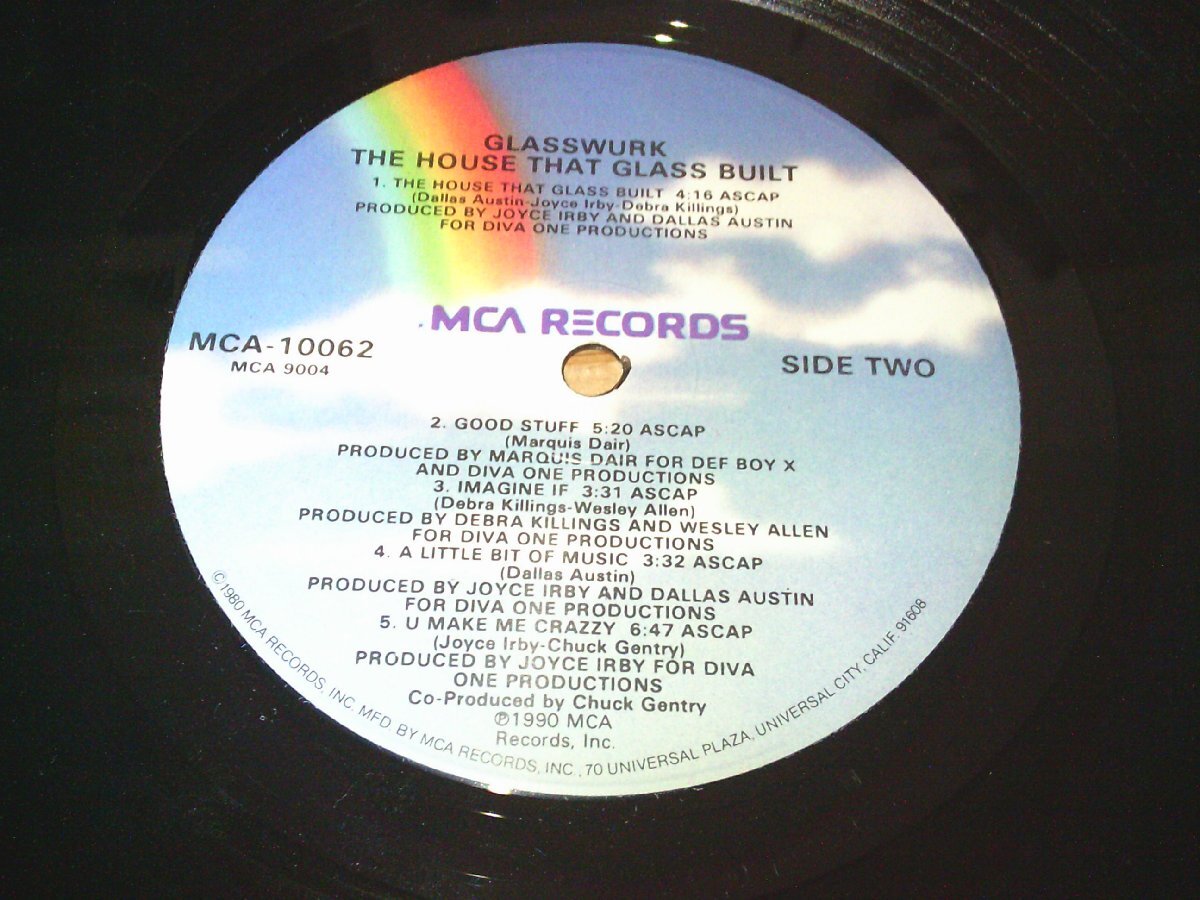 GLASSWURK
THE HOUSE THAT GLASS BUILT
1. THE HOUSE THAT GLASS BUILT 4:16 ASCAP
(Dallas Austin-Joyce Irby-Debra Killings)
PRODUCED BY JOYCE IRBY AND DALLAS AUSTIN
FOR DIVA ONE PRODUCTIONS
MCA RECORDS
MCA-10062
MCA 9004
SIDE TWO
2. GOOD STUFF 5:20 ASCAP
(Marquis Dair)
PRODUCED BY MARQUIS DAIR FOR DEF BOY X
AND DIVA ONE PRODUCTIONS
3. IMAGINE IF 3:31 ASCAP
(Debra Killings-Wesley Allen)
PRODUCED BY DEBRA KILLINGS AND WESLEY ALLEN
FOR DIVA ONE PRODUCTIONS
4. A LITTLE BIT OF MUSIC 3:32 ASCAP
(Dallas Austin)
PRODUCED BY JOYCE IRBY AND DALLAS AUSTIN
FOR DIVA ONE PRODUCTIONS
5. U MAKE ME CRAZZY 6:47 ASCAP
(Joyce Irby-Chuck Gentry)
PRODUCED BY JOYCE IRBY FOR DIVA
ONE PRODUCTIONS
Co-Produced by Chuck Gentry
℗1990 MCA
Records, Inc.
©1980 MCA RECORDS, INC. MFD. BY MCA RECORDS, INC., 70 UNIVERSAL PLAZA, UNIVERSAL CITY, CALIF. 91608